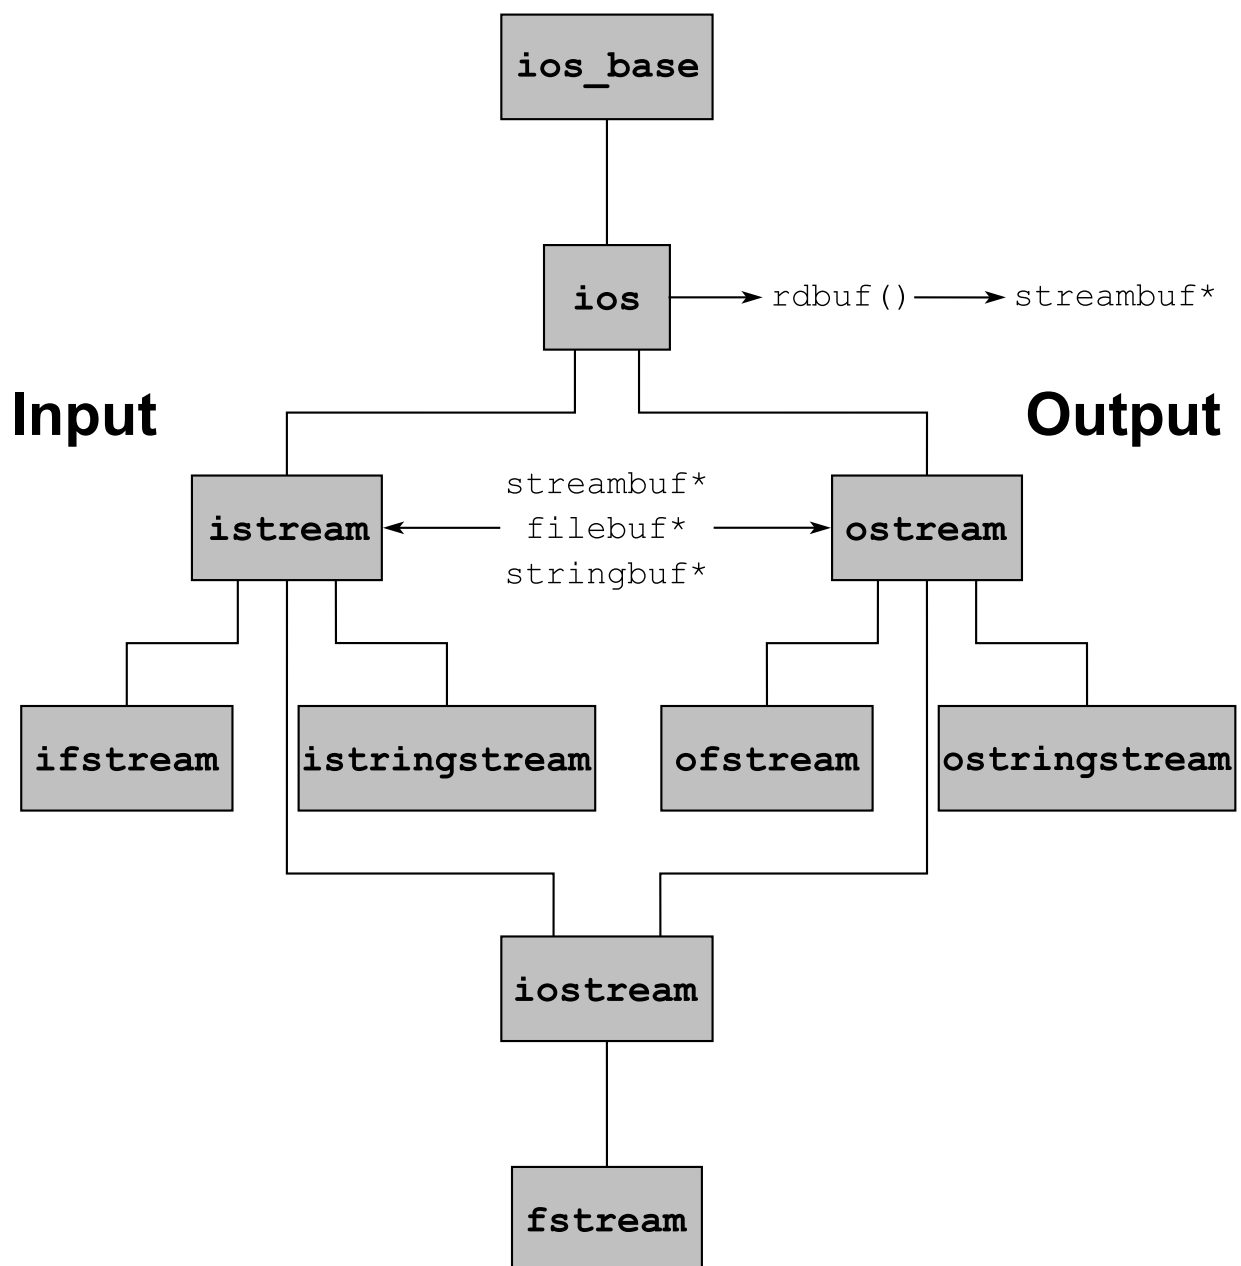 ios_base
ios
rdbuf()
streambuf*
Input
Output
streambuf*
istream
filebuf*
ostream
stringbuf*
ifstream
istringstream
ofstream
ostringstream
iostream
fstream